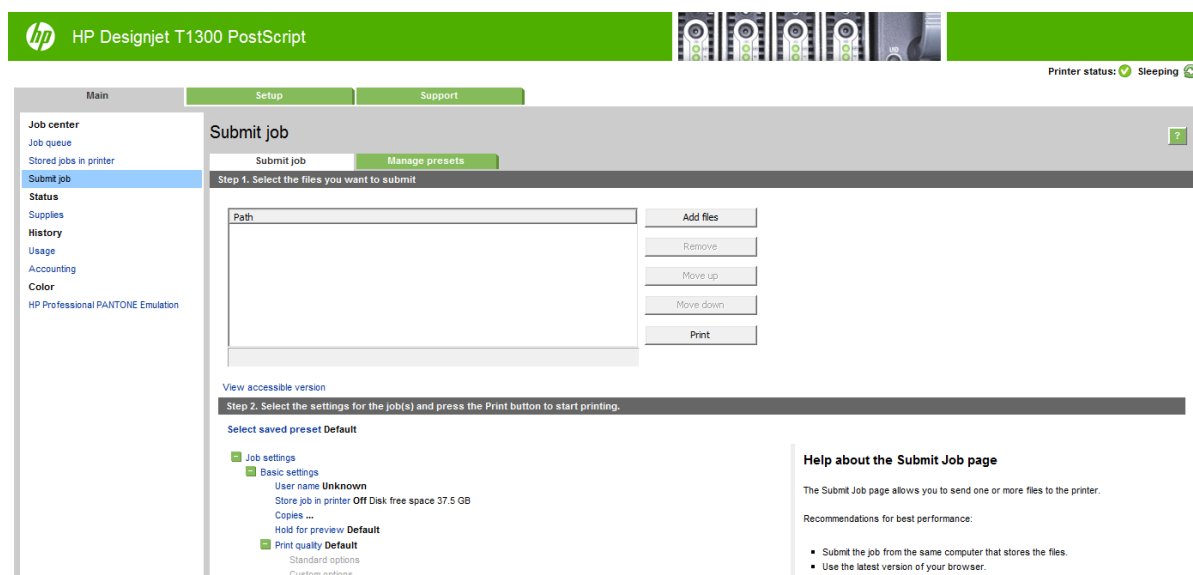 hp HP Designjet T1300 PostScript
UID
Printer status: Sleeping
Main Setup Support
Job center
Job queue
Stored jobs in printer
Submit job
Status
Supplies
History
Usage
Accounting
Color
HP Professional PANTONE Emulation
Submit job
?
Submit job Manage presets
Step 1. Select the files you want to submit
Path
Add files
Remove
Move up
Move down
Print
View accessible version
Step 2. Select the settings for the job(s) and press the Print button to start printing.
Select saved preset Default
Job settings
Basic settings
User name Unknown
Store job in printer Off Disk free space 37.5 GB
Copies ...
Hold for preview Default
Print quality Default
Standard options
Custom options
Help about the Submit Job page
The Submit Job page allows you to send one or more files to the printer.
Recommendations for best performance:
Submit the job from the same computer that stores the files.
Use the latest version of your browser.